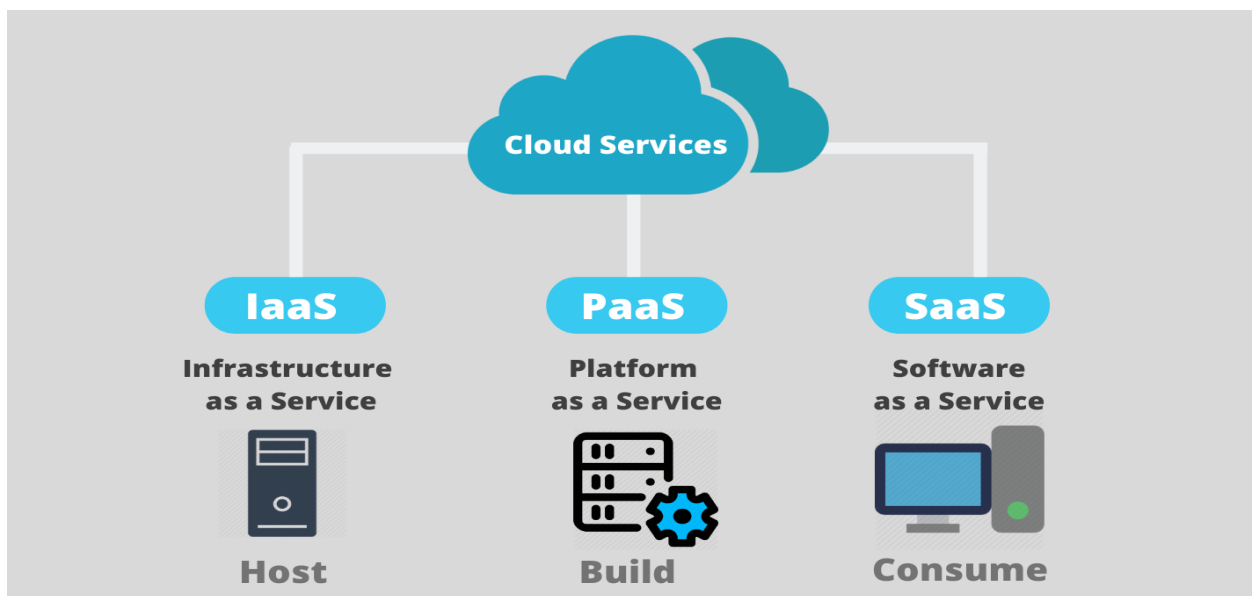 Cloud Services
IaaS
Infrastructure
as a Service
Host
PaaS
Platform
as a Service
Build
SaaS
Software
as a Service
Consume